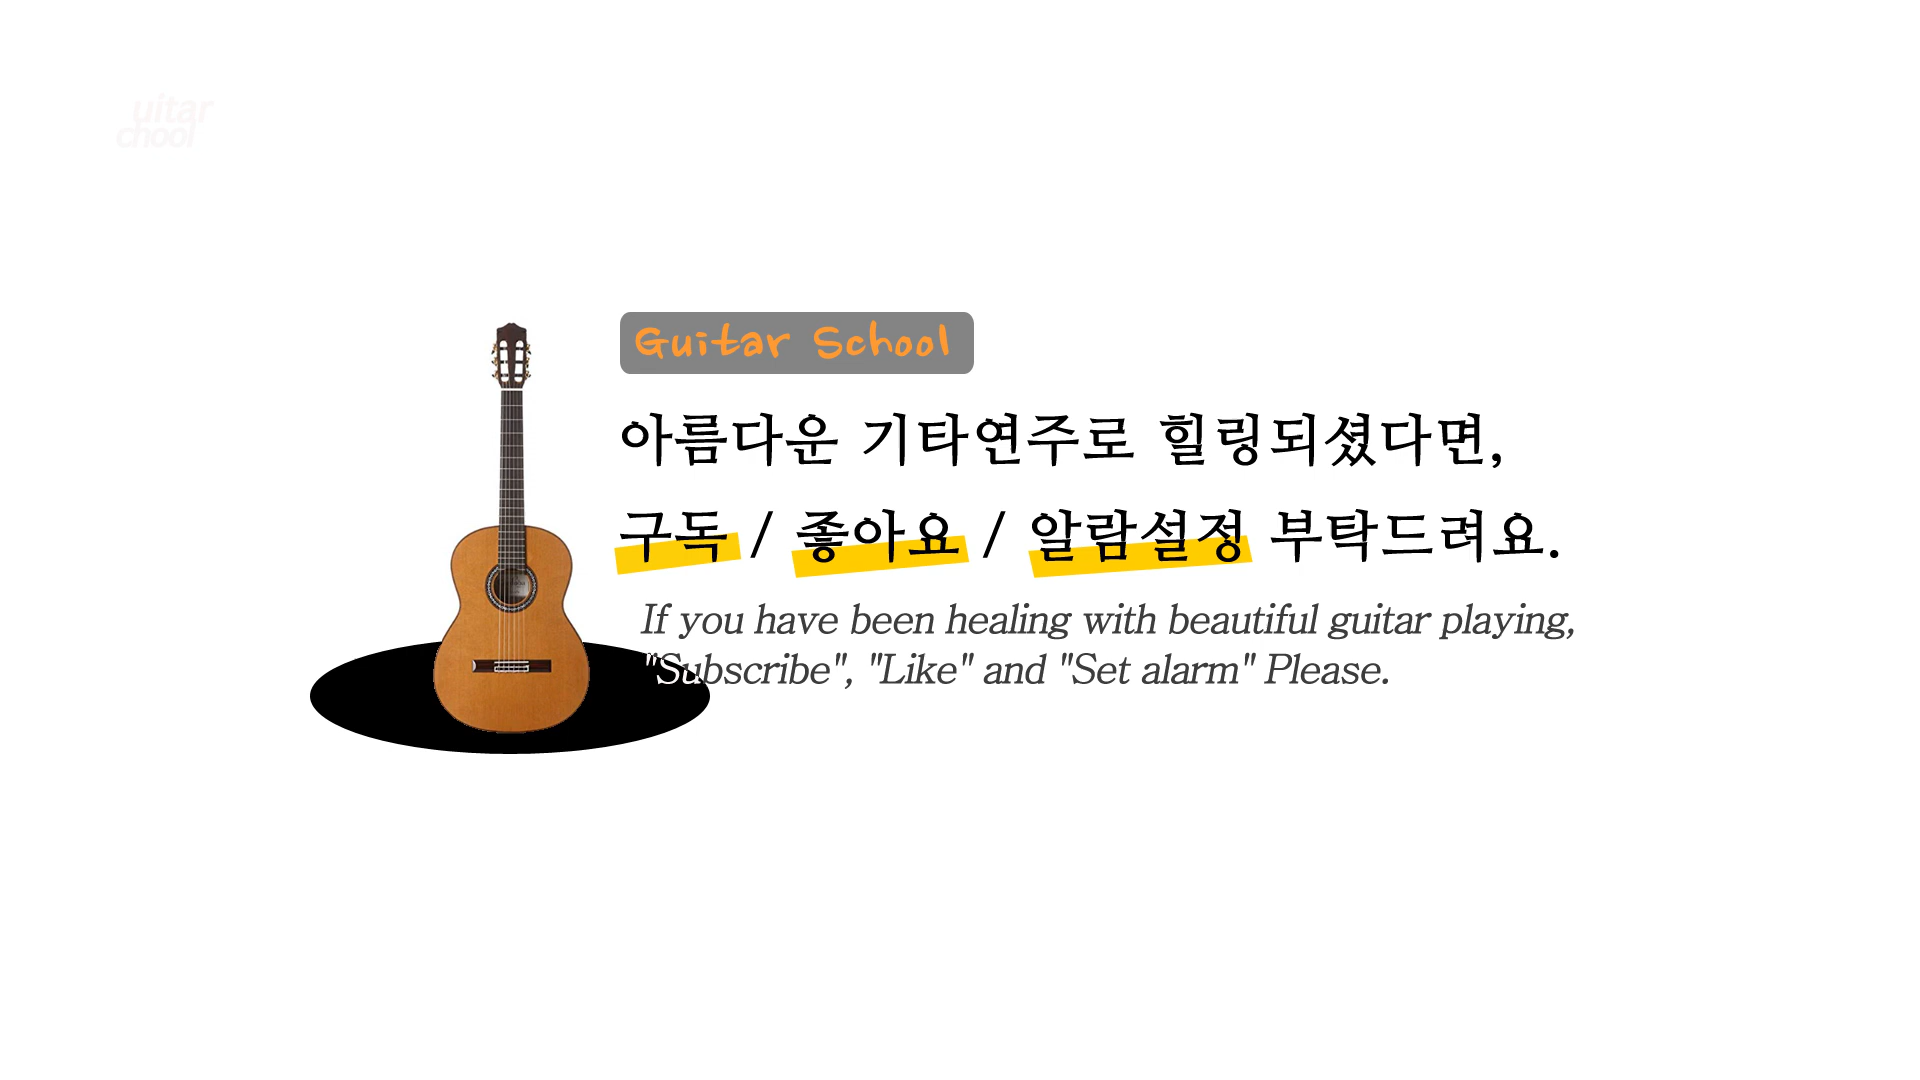 uitar
chool
Guitar School
아름다운 기타연주로 힐링되셨다면,
구독 / 좋아요 / 알람설정 부탁드려요.
If you have been healing with beautiful guitar playing,
"Subscribe", "Like" and "Set alarm" Please.